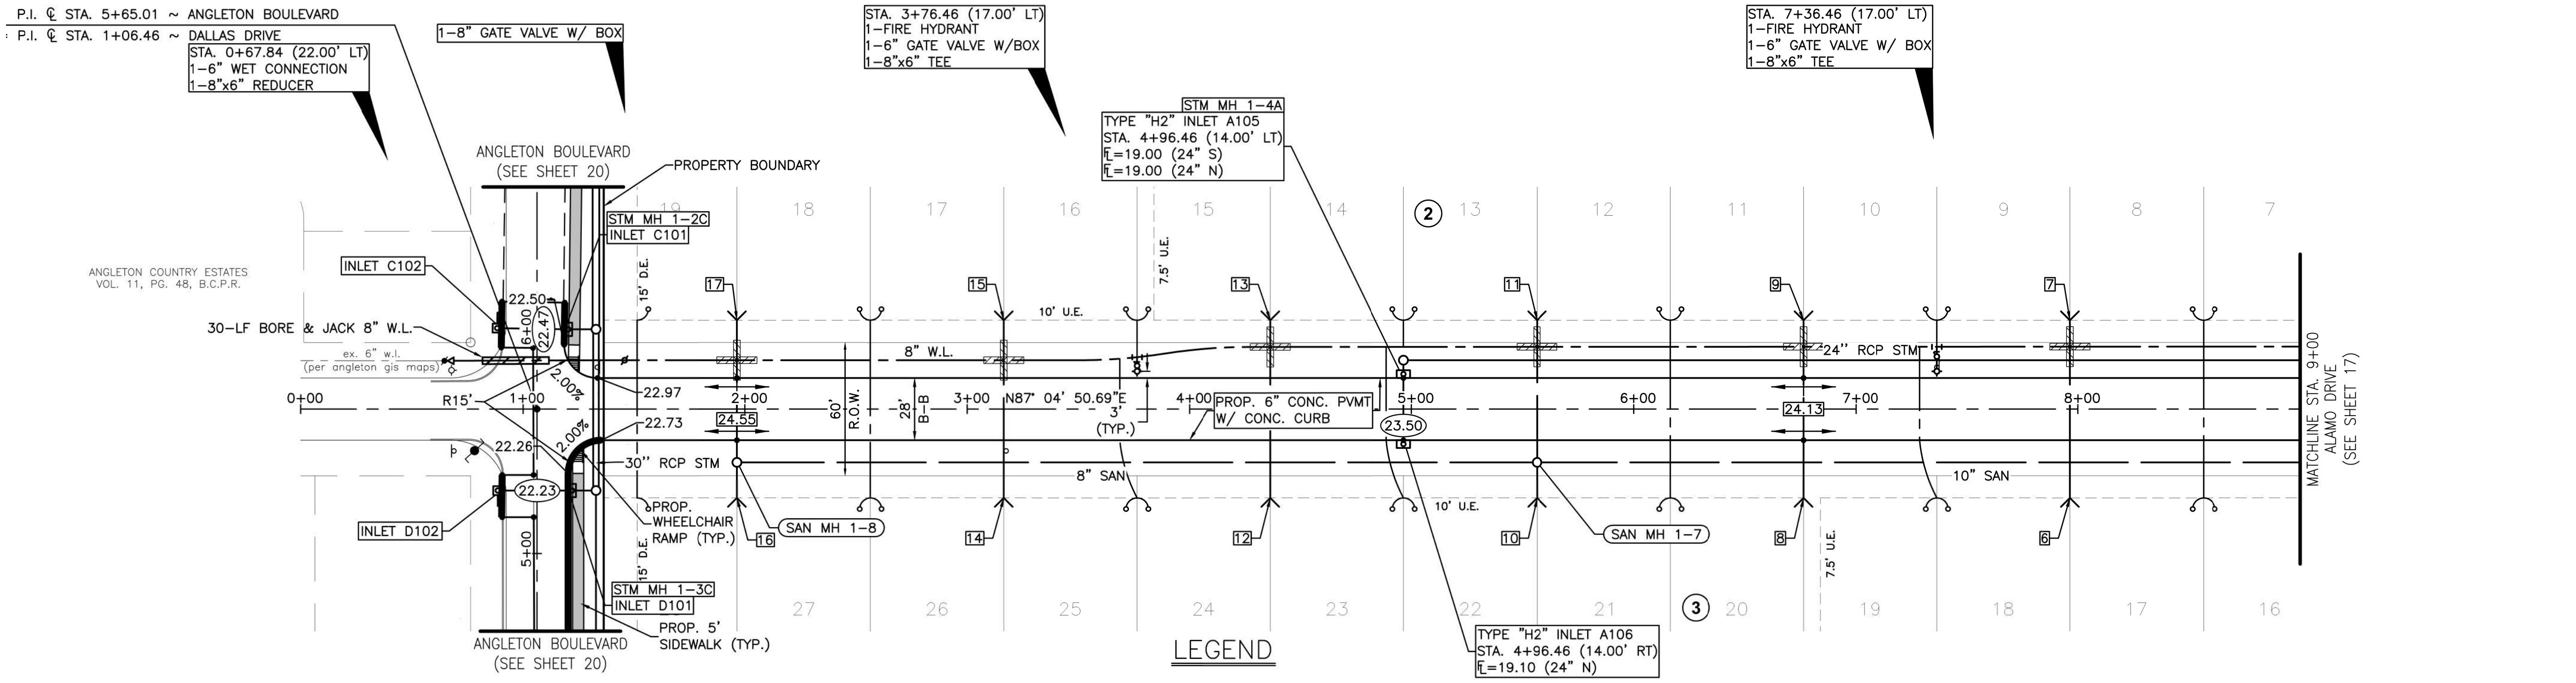 P.I. ℄ STA. 5+65.01 ~ ANGLETON BOULEVARD
: P.I. ℄ STA. 1+06.46 ~ DALLAS DRIVE
STA. 0+67.84 (22.00' LT)
1-6" WET CONNECTION
1-8"x6" REDUCER
1-8" GATE VALVE W/ BOX
STA. 3+76.46 (17.00' LT)
1-FIRE HYDRANT
1-6" GATE VALVE W/BOX
1-8"x6" TEE
STA. 7+36.46 (17.00' LT)
1-FIRE HYDRANT
1-6" GATE VALVE W/ BOX
1-8"x6" TEE
STM MH 1-4A
TYPE "H2" INLET A105
STA. 4+96.46 (14.00' LT)
FL=19.00 (24" S)
FL=19.00 (24" N)
ANGLETON BOULEVARD
(SEE SHEET 20)
PROPERTY BOUNDARY
STM MH 1-2C
INLET C101
INLET C102
ANGLETON COUNTRY ESTATES
VOL. 11, PG. 48, B.C.P.R.
30-LF BORE & JACK 8" W.L.
ex. 6" w.l.
(per angleton gis maps)
19
18
17
16
15
14
2
13
12
11
10
9
8
7
15' D.E.
7.5' U.E.
10' U.E.
17
15
13
11
9
7
22.50
6+00
22.47
2.00%
8" W.L.
24" RCP STM
R15'
22.97
22.73
22.26
2.00%
0+00
1+00
2+00
3+00
N87° 04' 50.69"E
4+00
5+00
6+00
7+00
8+00
24.55
60'
R.O.W.
28'
B-B
3'
(TYP.)
PROP. 6" CONC. PVMT
W/ CONC. CURB
23.50
24.13
MATCHLINE STA. 9+00
ALAMO DRIVE
(SEE SHEET 17)
30" RCP STM
8" SAN
10" SAN
22.23
INLET D102
5+00
PROP.
WHEELCHAIR
RAMP (TYP.)
15' D.E.
16
SAN MH 1-8
14
12
10' U.E.
10
SAN MH 1-7
8
7.5' U.E.
6
STM MH 1-3C
INLET D101
PROP. 5'
SIDEWALK (TYP.)
27
26
25
24
23
22
21
3
20
19
18
17
16
ANGLETON BOULEVARD
(SEE SHEET 20)
LEGEND
TYPE "H2" INLET A106
STA. 4+96.46 (14.00' RT)
FL=19.10 (24" N)